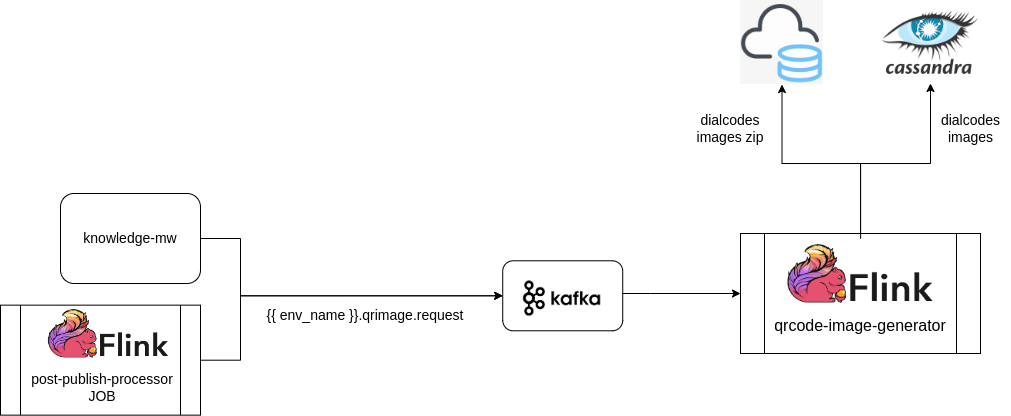 cassandra
dialcodes
images zip
dialcodes
images
knowledge-mw
{{ env_name }}.qrimage.request
kafka
Flink
qrcode-image-generator
Flink
post-publish-processor
JOB